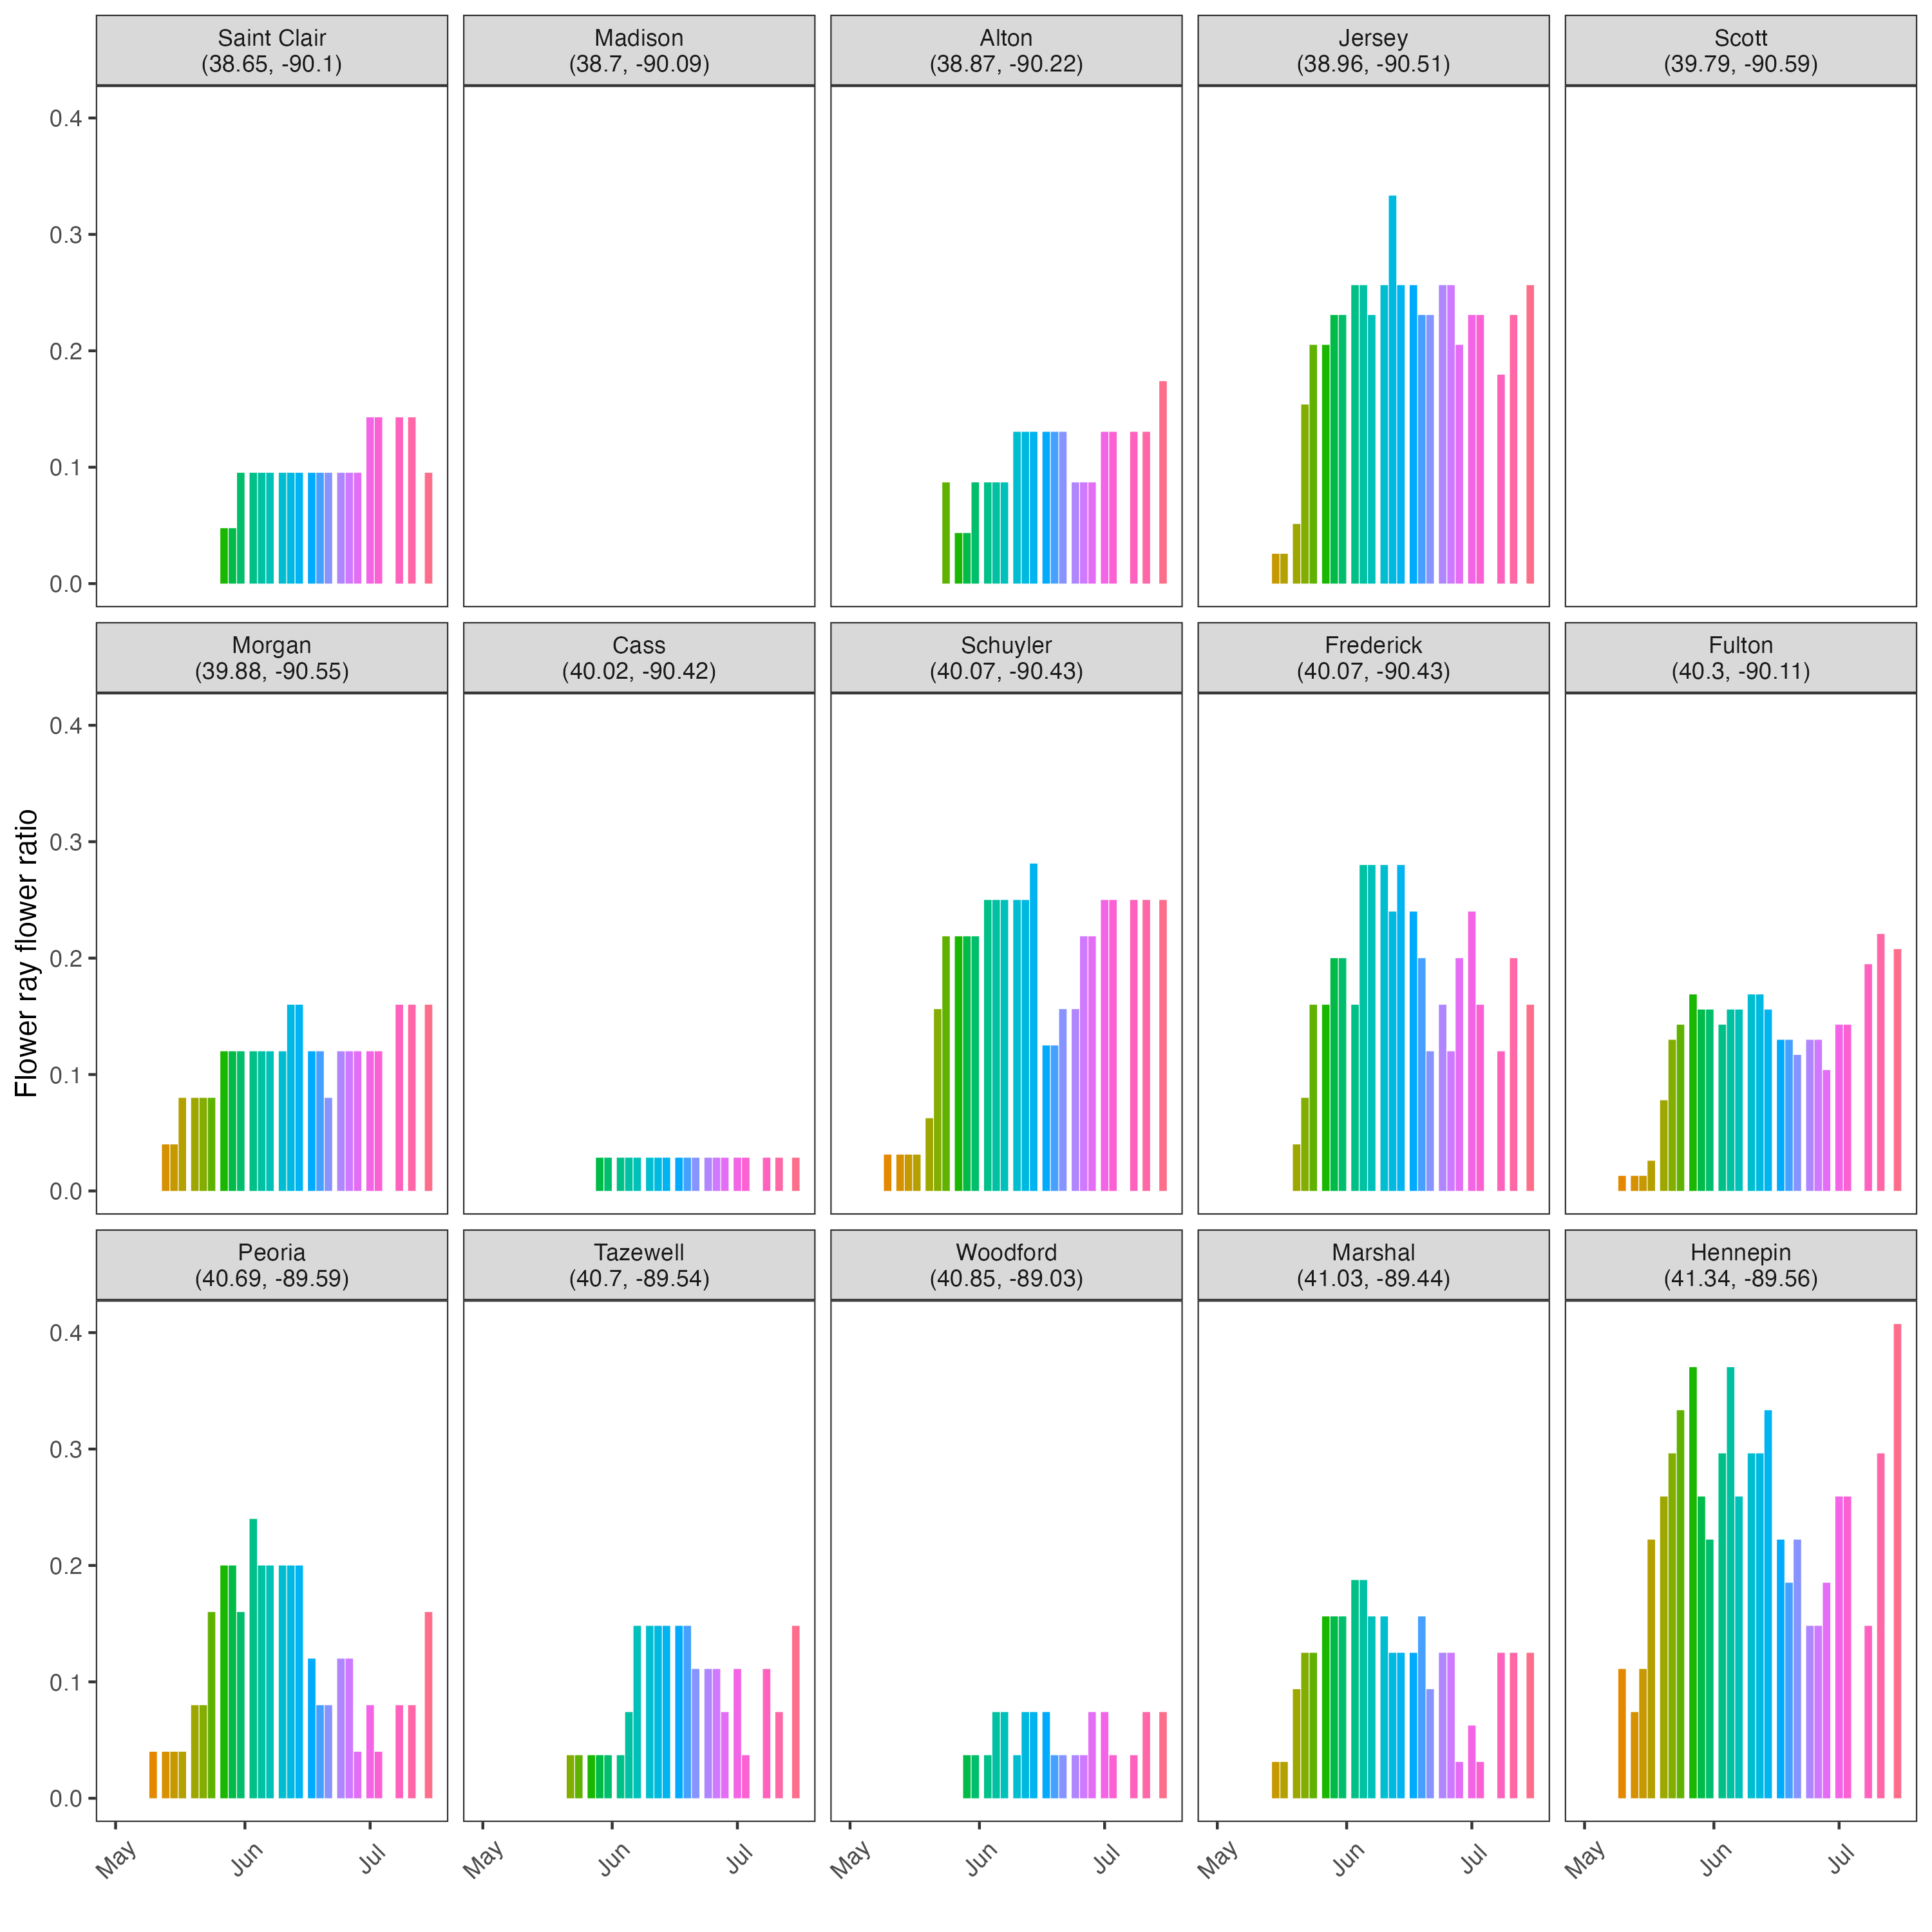 Saint Clair
(38.65, -90.1)
Madison
(38.7, -90.09)
Alton
(38.87, -90.22)
Jersey
(38.96, -90.51)
Scott
(39.79, -90.59)
0.4
0.3
0.2
0.1
0.0
Morgan
(39.88, -90.55)
Cass
(40.02, -90.42)
Schuyler
(40.07, -90.43)
Frederick
(40.07, -90.43)
Fulton
(40.3, -90.11)
0.4
0.3
0.2
0.1
0.0
Flower ray flower ratio
Peoria
(40.69, -89.59)
Tazewell
(40.7, -89.54)
Woodford
(40.85, -89.03)
Marshal
(41.03, -89.44)
Hennepin
(41.34, -89.56)
0.4
0.3
0.2
0.1
0.0
May Jun Jul May Jun Jul May Jun Jul May Jun Jul May Jun Jul